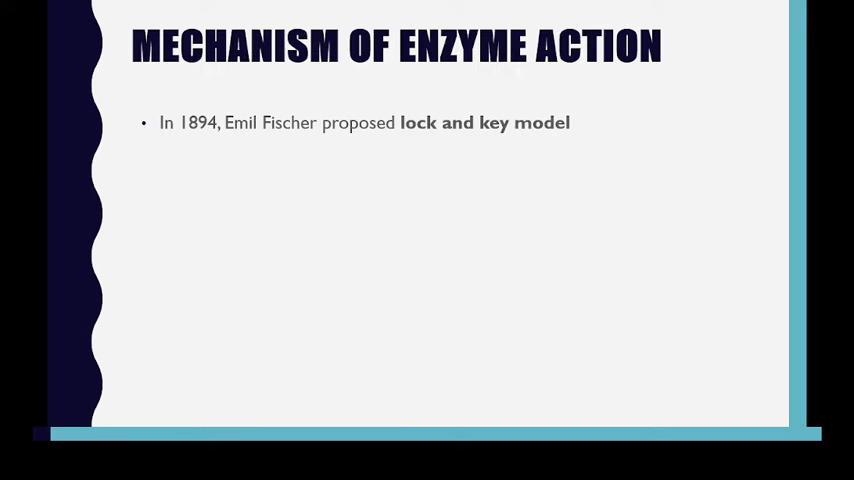 MECHANISM OF ENZYME ACTION
• In 1894, Emil Fischer proposed lock and key model